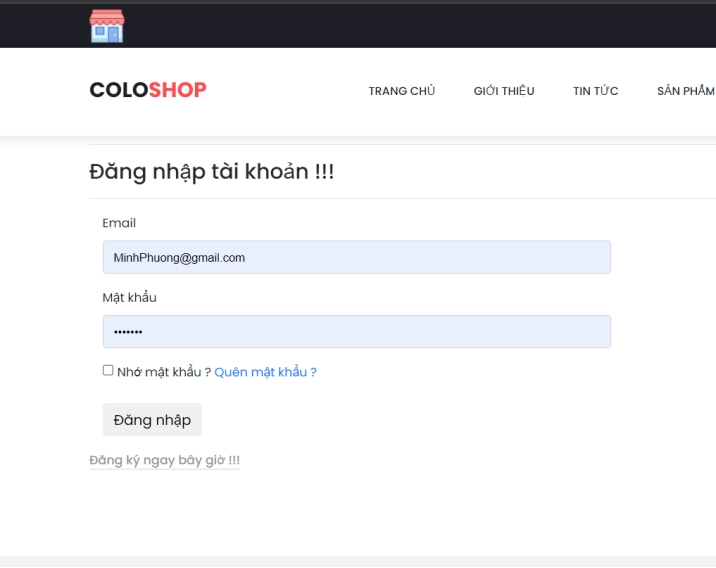 COLOSHOP
TRANG CHỦ GIỚI THIỆU TIN TỨC SẢN PHẨM
Đăng nhập tài khoản !!!
Email
MinhPhuong@gmail.com
Mật khẩu
•••••••
Nhớ mật khẩu ? Quên mật khẩu ?
Đăng nhập
Đăng ký ngay bây giờ !!!